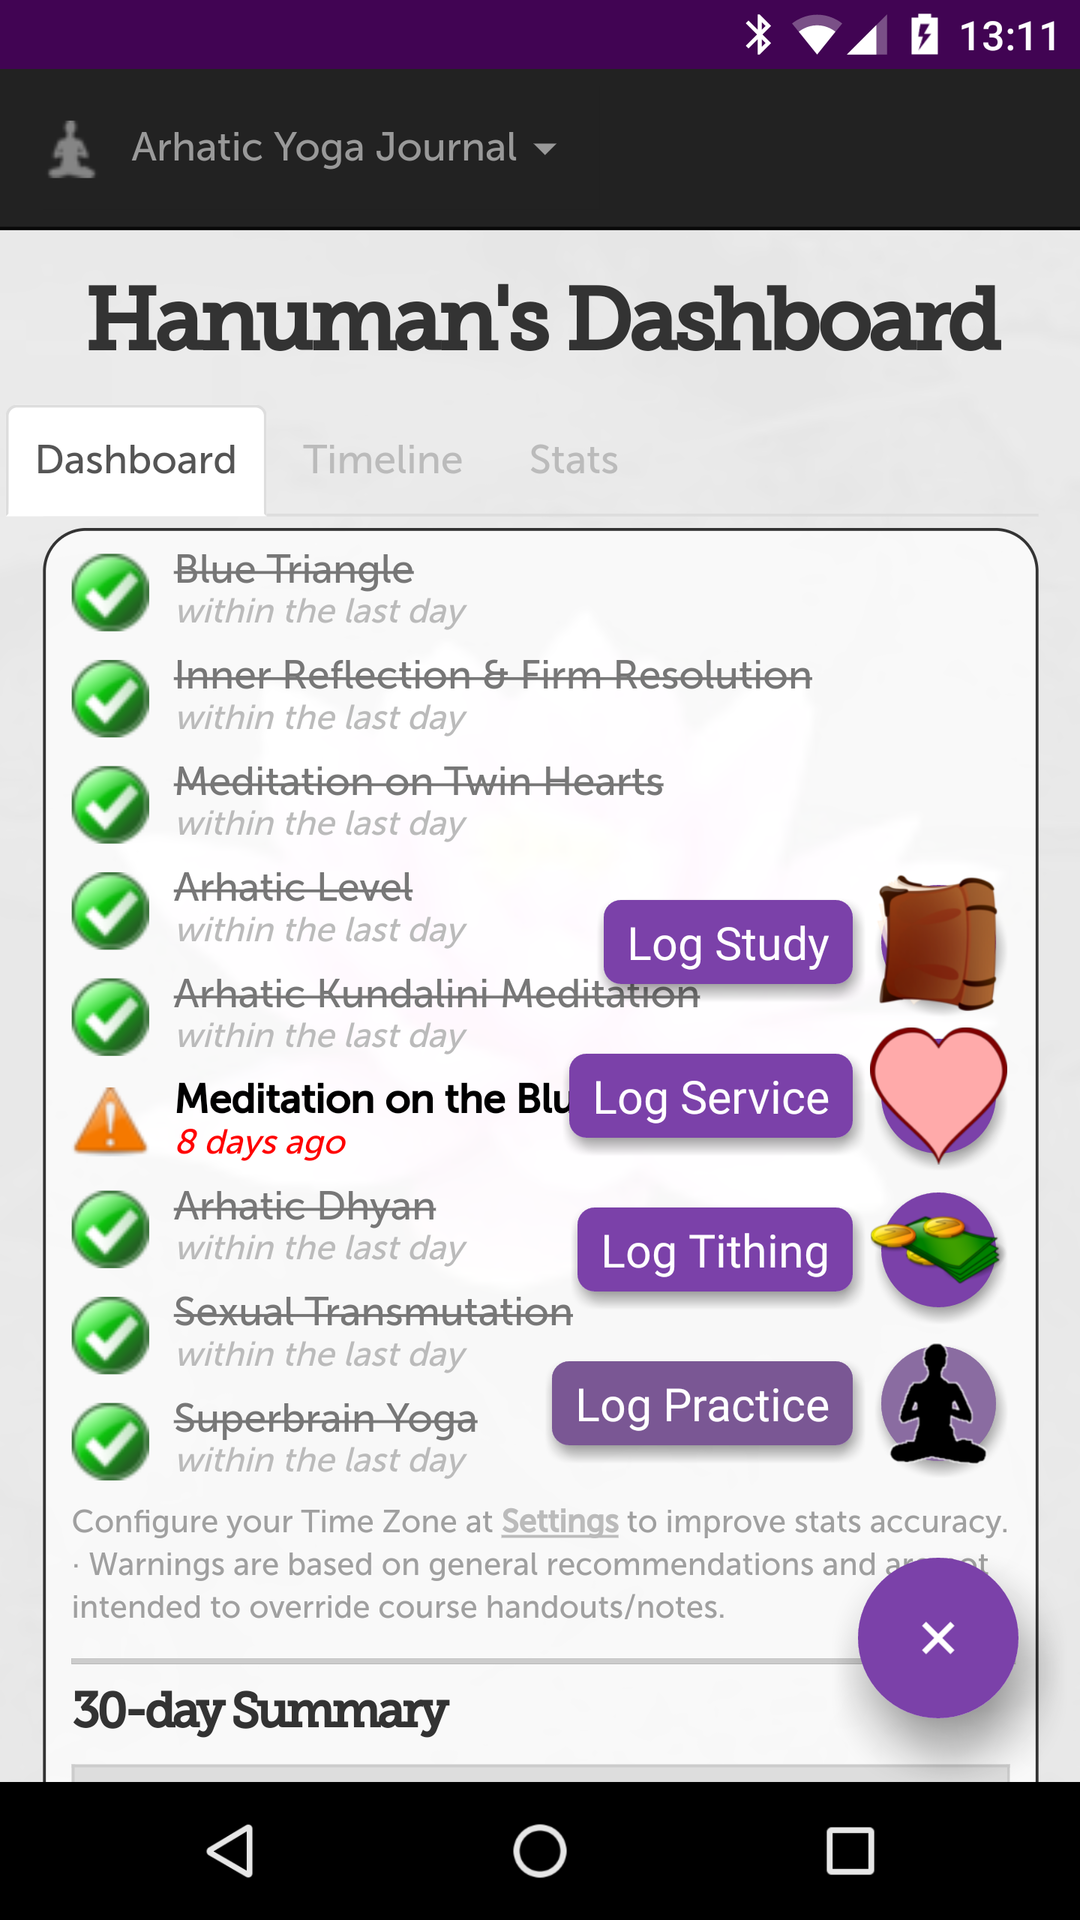 13:11
Arhatic Yoga Journal
Hanuman's Dashboard
Dashboard
Timeline
Stats
Blue Triangle
within the last day
Inner Reflection & Firm Resolution
within the last day
Meditation on Twin Hearts
within the last day
Arhatic Level
within the last day
Log Study
Arhatic Kundalini Meditation
within the last day
Meditation on the
Log Service
8 days ago
Arhatic Dhyan
within the last day
Log Tithing
Sexual Transmutation
within the last day
Log Practice
Superbrain Yoga
within the last day
Configure your Time Zone at Settings to improve stats accuracy.
· Warnings are based on general recommendations and
intended to override course handouts/notes.
30-day Summary